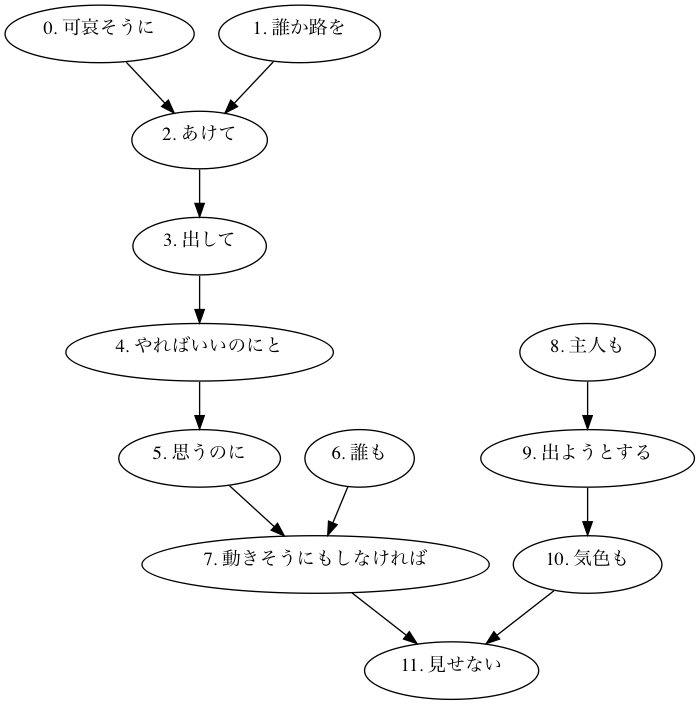 0. 可哀そうに
1. 誰か路を
2. あけて
3. 出して
4. やればいいのにと
5. 思うのに
6. 誰も
7. 動きそうにもしなければ
8. 主人も
9. 出ようとする
10. 気色も
11. 見せない